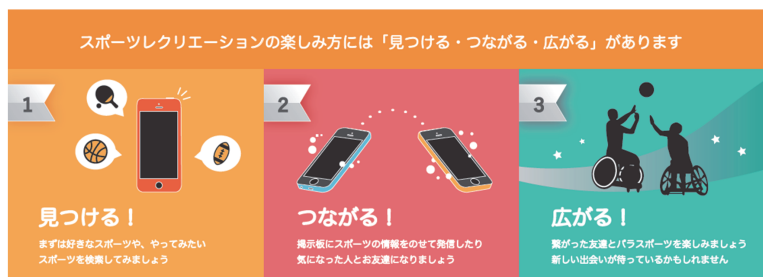 スポーツレクリエーションの楽しみ方には「見つける・つながる・広がる」があります
1
見つける！
まずは好きなスポーツや、やってみたい
スポーツを検索してみましょう
2
つながる！
掲示板にスポーツの情報をのせて発信したり
気になった人とお友達になりましょう
3
広がる！
繋がった友達とパラスポーツを楽しみましょう
新しい出会いが待っているかもしれません